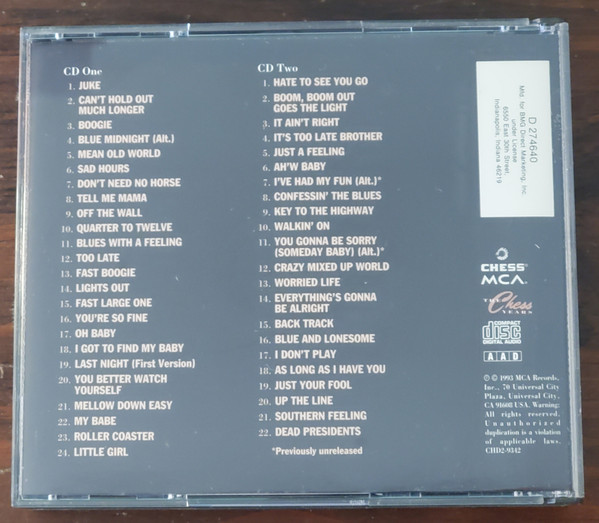 CD One
1. JUKE
2. CAN'T HOLD OUT
MUCH LONGER
3. BOOGIE
4. BLUE MIDNIGHT (Alt.)
5. MEAN OLD WORLD
6. SAD HOURS
7. DON'T NEED NO HORSE
8. TELL ME MAMA
9. OFF THE WALL
10. QUARTER TO TWELVE
11. BLUES WITH A FEELING
12. TOO LATE
13. FAST BOOGIE
14. LIGHTS OUT
15. FAST LARGE ONE
16. YOU'RE SO FINE
17. OH BABY
18. I GOT TO FIND MY BABY
19. LAST NIGHT (First Version)
20. YOU BETTER WATCH
YOURSELF
21. MELLOW DOWN EASY
22. MY BABE
23. ROLLER COASTER
24. LITTLE GIRL
CD Two
1. HATE TO SEE YOU GO
2. BOOM, BOOM OUT
GOES THE LIGHT
3. IT AIN'T RIGHT
4. IT'S TOO LATE BROTHER
5. JUST A FEELING
6. AH'W BABY
7. I'VE HAD MY FUN (Alt.)*
8. CONFESSIN' THE BLUES
9. KEY TO THE HIGHWAY
10. WALKIN' ON
11. YOU GONNA BE SORRY
(SOMEDAY BABY) (Alt.)*
12. CRAZY MIXED UP WORLD
13. WORRIED LIFE
14. EVERYTHING'S GONNA
BE ALRIGHT
15. BACK TRACK
16. BLUE AND LONESOME
17. I DON'T PLAY
18. AS LONG AS I HAVE YOU
19. JUST YOUR FOOL
20. UP THE LINE
21. SOUTHERN FEELING
22. DEAD PRESIDENTS
*Previously unreleased
D 274640
Mfd. for BMG Direct Marketing, Inc.
under License
6550 East 30th Street,
Indianapolis, Indiana 46219
CHESS
MCA
THE Chess YEARS
COMPACT
disc
DIGITAL AUDIO
AAD
℗ © 1993 MCA Records,
Inc., 70 Universal City
Plaza, Universal City,
CA 91608 USA. Warning:
All rights reserved.
Unauthorized
duplication is a violation
of applicable laws.
CHD2-9342